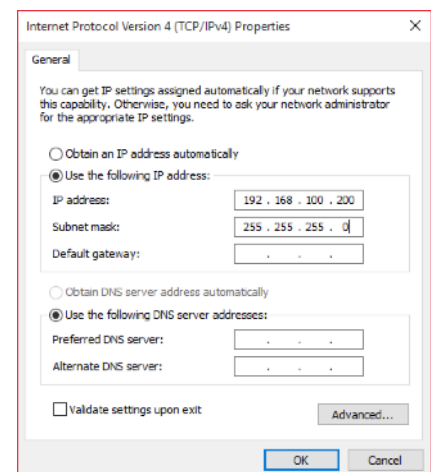 Internet Protocol Version 4 (TCP/IPv4) Properties
General
You can get IP settings assigned automatically if your network supports
this capability. Otherwise, you need to ask your network administrator
for the appropriate IP settings.
Obtain an IP address automatically
Use the following IP address:
IP address: 192 . 168 . 100 . 200
Subnet mask: 255 . 255 . 255 . 0
Default gateway: . . .
Obtain DNS server address automatically
Use the following DNS server addresses:
Preferred DNS server: . . .
Alternate DNS server: . . .
Validate settings upon exit
Advanced...
OK Cancel